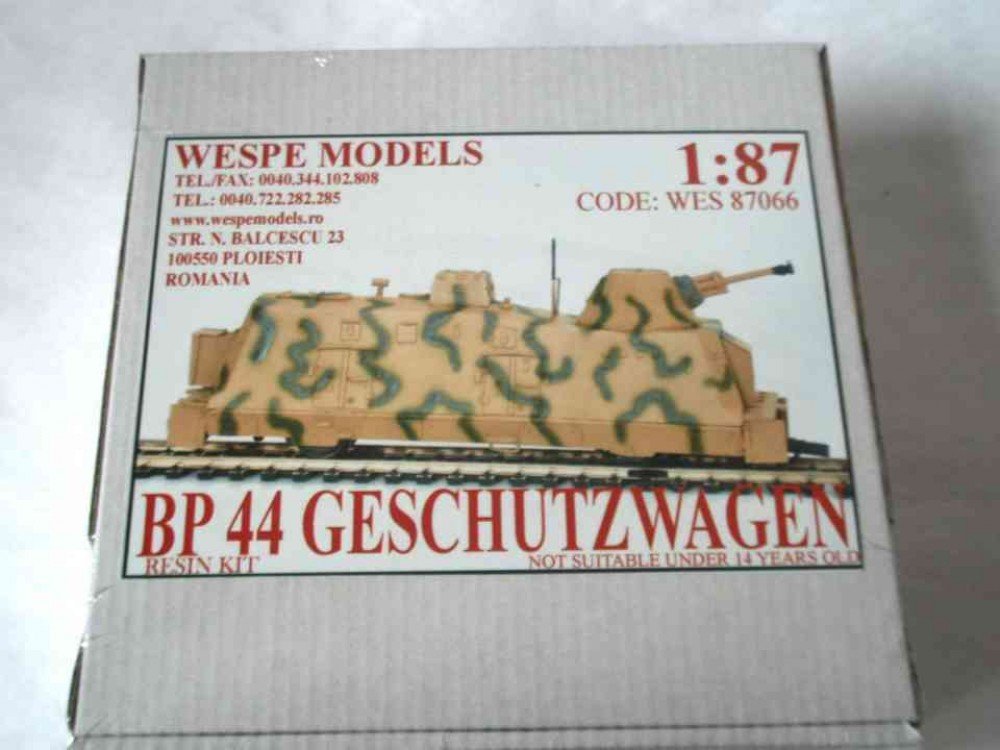 WESPE MODELS
TEL./FAX: 0040.344.102.808
TEL.: 0040.722.282.285
www.wespemodels.ro
STR. N. BALCESCU 23
100550 PLOIESTI
ROMANIA
1:87
CODE: WES 87066
BP 44 GESCHUTZWAGEN
RESIN KIT
NOT SUITABLE UNDER 14 YEARS OLD